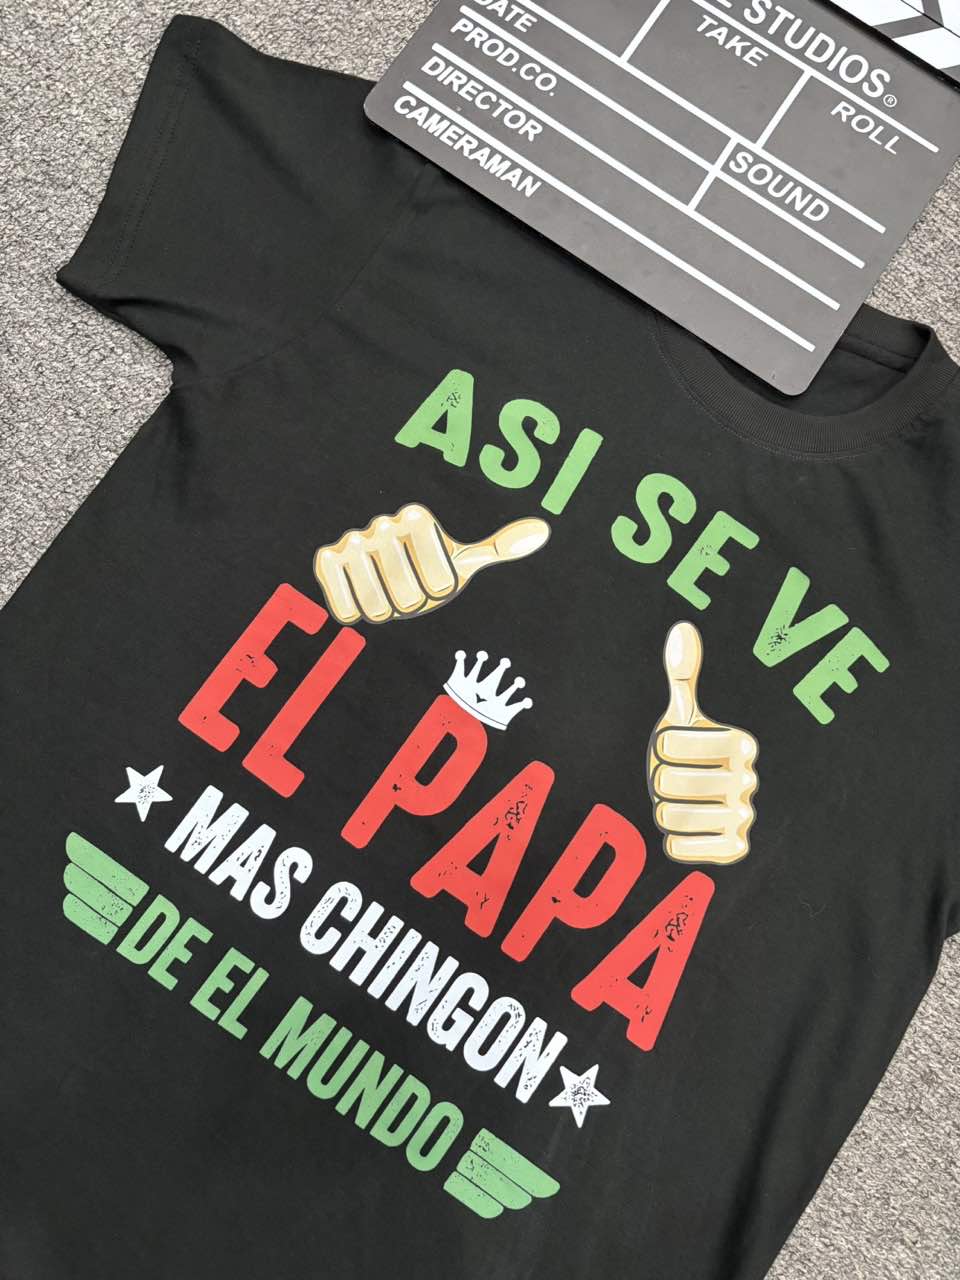 E STUDIOS®
DATE
TAKE
ROLL
PROD.CO.
DIRECTOR
SOUND
CAMERAMAN
ASI SE VE
EL PAPA
MAS CHINGON
DE EL MUNDO